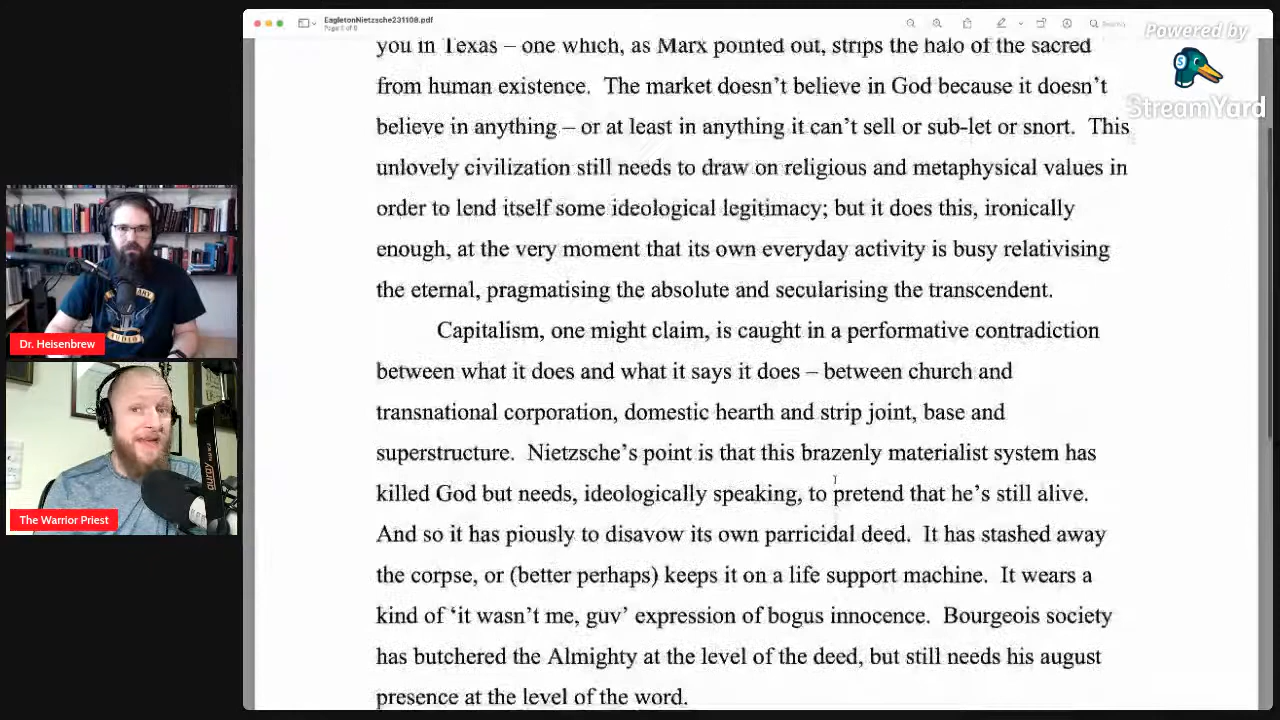 EagletonNietzsche231108.pdf
Search
Powered by
StreamYard
you in Texas – one which, as Marx pointed out, strips the halo of the sacred
from human existence.  The market doesn't believe in God because it doesn't
believe in anything – or at least in anything it can't sell or sub-let or snort.  This
unlovely civilization still needs to draw on religious and metaphysical values in
order to lend itself some ideological legitimacy; but it does this, ironically
enough, at the very moment that its own everyday activity is busy relativising
the eternal, pragmatising the absolute and secularising the transcendent.
Capitalism, one might claim, is caught in a performative contradiction
between what it does and what it says it does – between church and
transnational corporation, domestic hearth and strip joint, base and
superstructure.  Nietzsche's point is that this brazenly materialist system has
killed God but needs, ideologically speaking, to pretend that he's still alive.
And so it has piously to disavow its own parricidal deed.  It has stashed away
the corpse, or (better perhaps) keeps it on a life support machine.  It wears a
kind of 'it wasn't me, guv' expression of bogus innocence.  Bourgeois society
has butchered the Almighty at the level of the deed, but still needs his august
presence at the level of the word.
Dr. Heisenbrew
The Warrior Priest